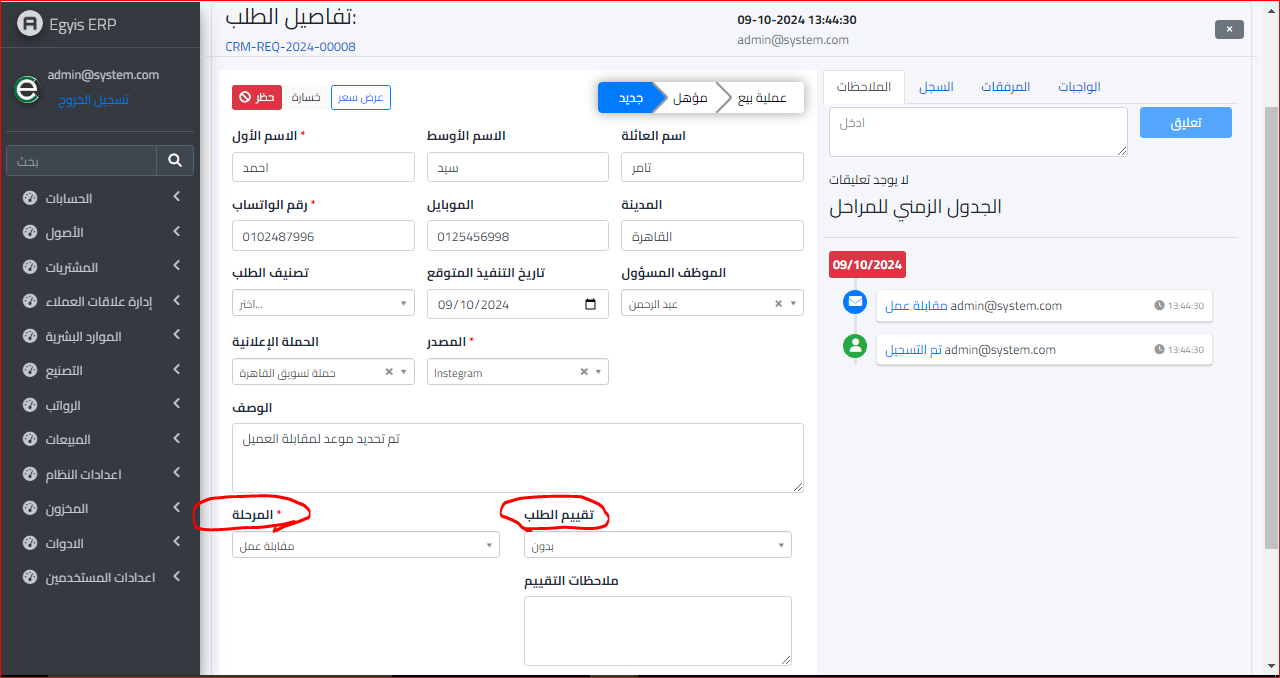 Egyis ERP
admin@system.com
تسجيل الخروج
بحث
الحسابات
الأصول
المشتريات
إدارة علاقات العملاء
الموارد البشرية
التصنيع
الرواتب
المبيعات
اعدادات النظام
المخزون
الادوات
اعدادات المستخدمين
تفاصيل الطلب:
CRM-REQ-2024-00008
09-10-2024 13:44:30
admin@system.com
×
حظر
خسارة
عرض سعر
جديد
مؤهل
عملية بيع
الاسم الأول *
الاسم الأوسط
اسم العائلة
احمد
سيد
تامر
رقم الواتساب *
الموبايل
المدينة
0102487996
0125456998
القاهرة
تصنيف الطلب
تاريخ التنفيذ المتوقع
الموظف المسؤول
اختر...
09/10/2024
عبد الرحمن ×
الحملة الإعلانية
المصدر *
حملة تسويق القاهرة ×
Instegram ×
الوصف
تم تحديد موعد لمقابلة العميل
المرحلة *
تقييم الطلب
مقابلة عمل
بدون
ملاحظات التقييم
الملاحظات
السجل
المرفقات
الواجبات
ادخل
تعليق
لا يوجد تعليقات
الجدول الزمني للمراحل
09/10/2024
مقابلة عمل admin@system.com
13:44:30
تم التسجيل admin@system.com
13:44:30